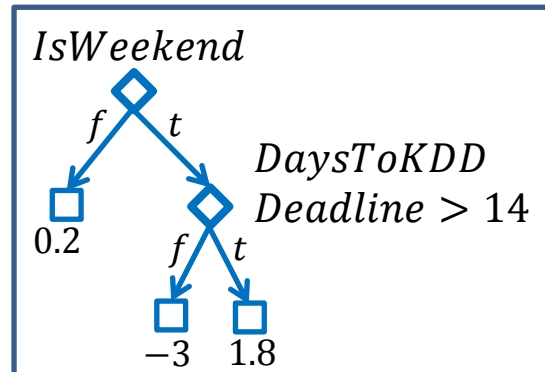 IsWeekend
f t
DaysToKDD
Deadline > 14
0.2
f t
−3 1.8